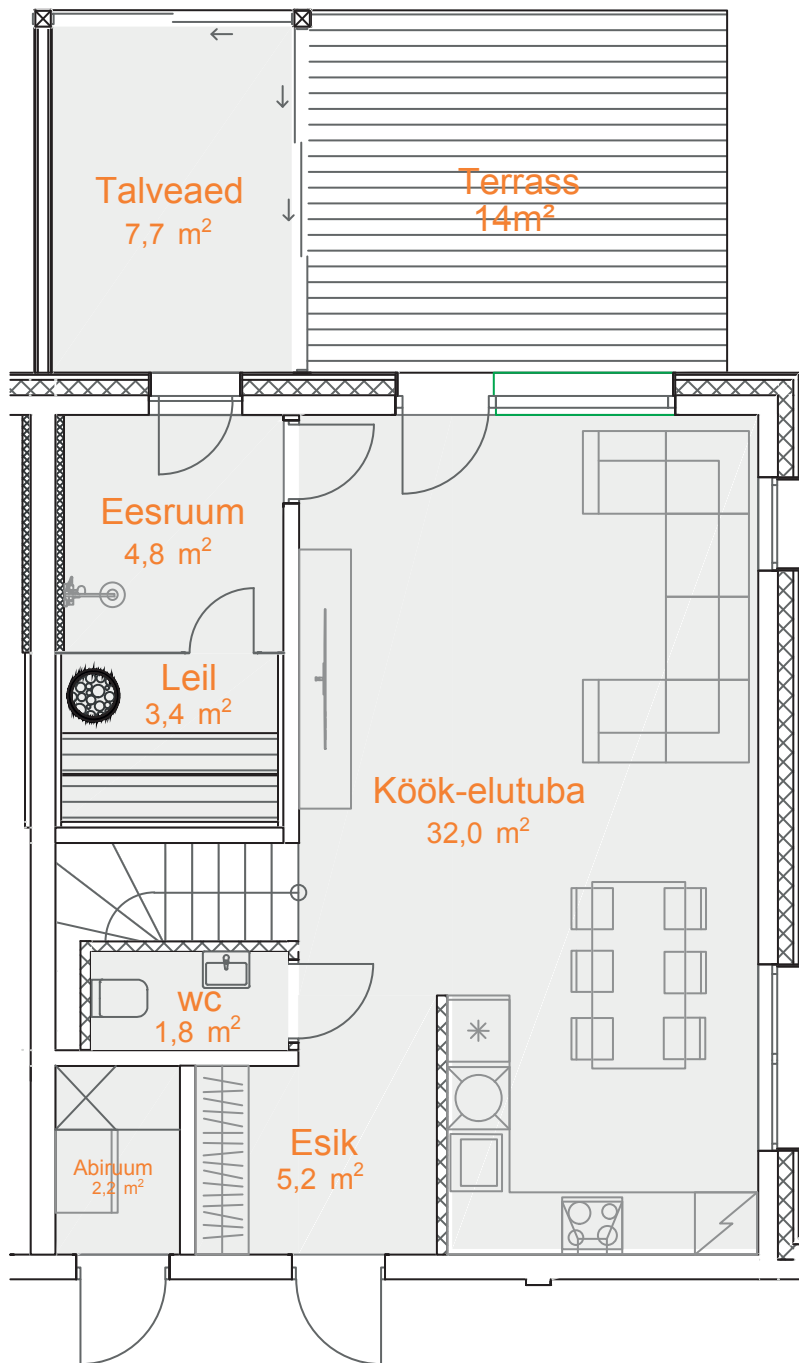 Talveaed
7,7 m²
Terrass
14m²
Eesruum
4,8 m²
Leil
3,4 m²
Köök-elutuba
32,0 m²
wc
1,8 m²
Esik
5,2 m²
Abiruum
2,2 m²